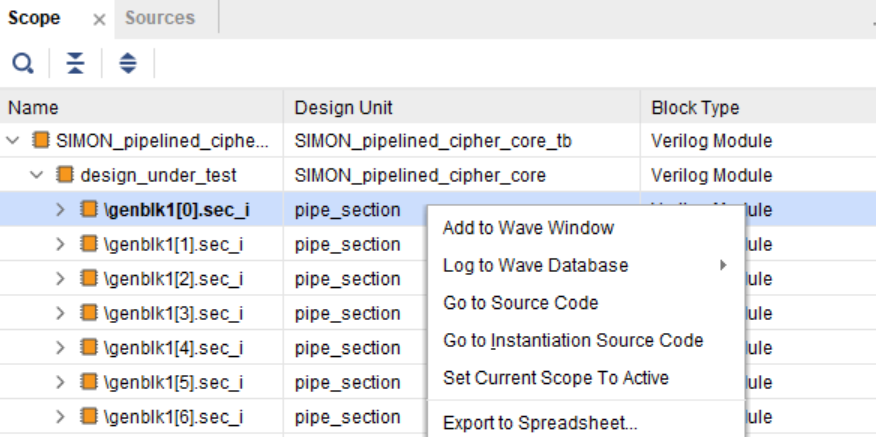 Scope × Sources
Name Design Unit Block Type
SIMON_pipelined_ciphe... SIMON_pipelined_cipher_core_tb Verilog Module
design_under_test SIMON_pipelined_cipher_core Verilog Module
\genblk1[0].sec_i pipe_section ule
Add to Wave Window
\genblk1[1].sec_i pipe_section ule
Log to Wave Database
\genblk1[2].sec_i pipe_section ule
Go to Source Code
\genblk1[3].sec_i pipe_section ule
Go to Instantiation Source Code
\genblk1[4].sec_i pipe_section ule
Set Current Scope To Active
\genblk1[5].sec_i pipe_section ule
\genblk1[6].sec_i pipe_section ule
Export to Spreadsheet...